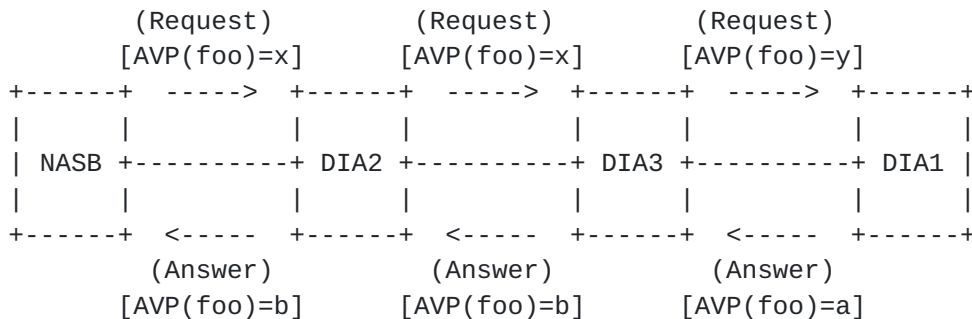 (Request) (Request) (Request)
[AVP(foo)=x] [AVP(foo)=x] [AVP(foo)=y]
+------+ -----> +------+ -----> +------+ -----> +------+
| | | | | | | |
| NASB +----------+ DIA2 +----------+ DIA3 +----------+ DIA1 |
| | | | | | | |
+------+ <----- +------+ <----- +------+ <----- +------+
(Answer) (Answer) (Answer)
[AVP(foo)=b] [AVP(foo)=b] [AVP(foo)=a]